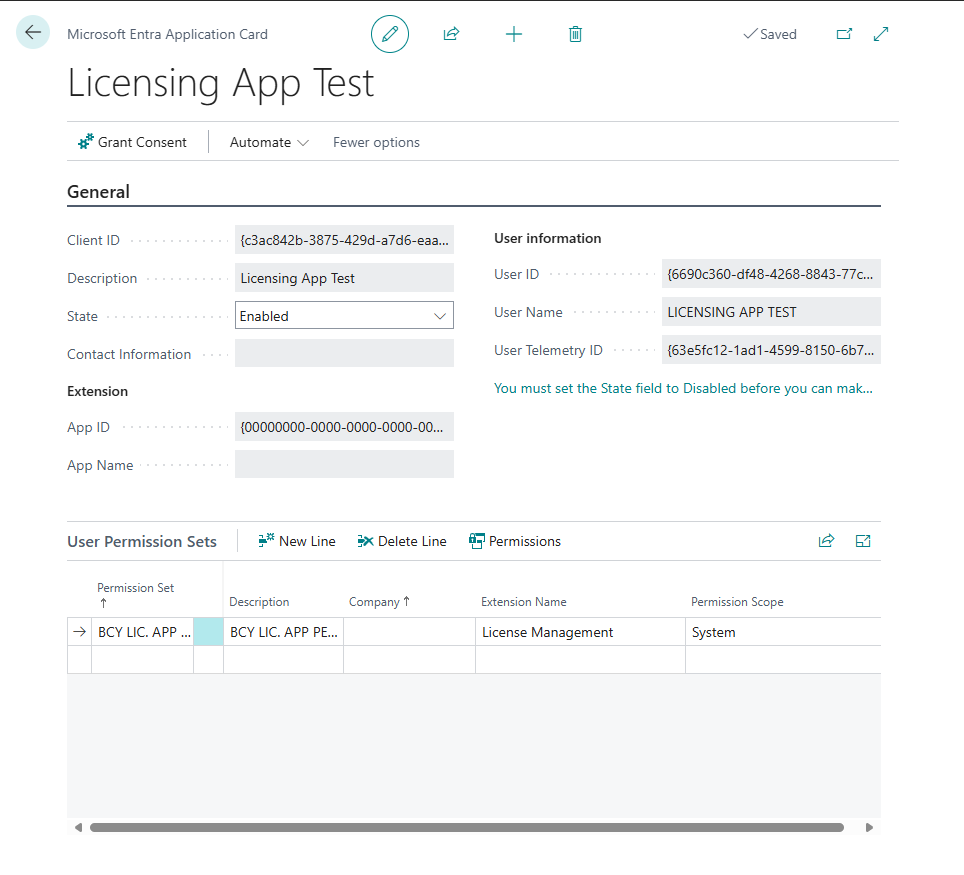 Microsoft Entra Application Card
Saved
Licensing App Test
Grant Consent
Automate
Fewer options
General
Client ID
{c3ac842b-3875-429d-a7d6-eaa...
Description
Licensing App Test
State
Enabled
Contact Information
Extension
App ID
{00000000-0000-0000-0000-00...
App Name
User information
User ID
{6690c360-df48-4268-8843-77c...
User Name
LICENSING APP TEST
User Telemetry ID
{63e5fc12-1ad1-4599-8150-6b7...
You must set the State field to Disabled before you can mak...
User Permission Sets
New Line
Delete Line
Permissions
Permission Set ↑
Description
Company ↑
Extension Name
Permission Scope
BCY LIC. APP ...
BCY LIC. APP PE...
License Management
System